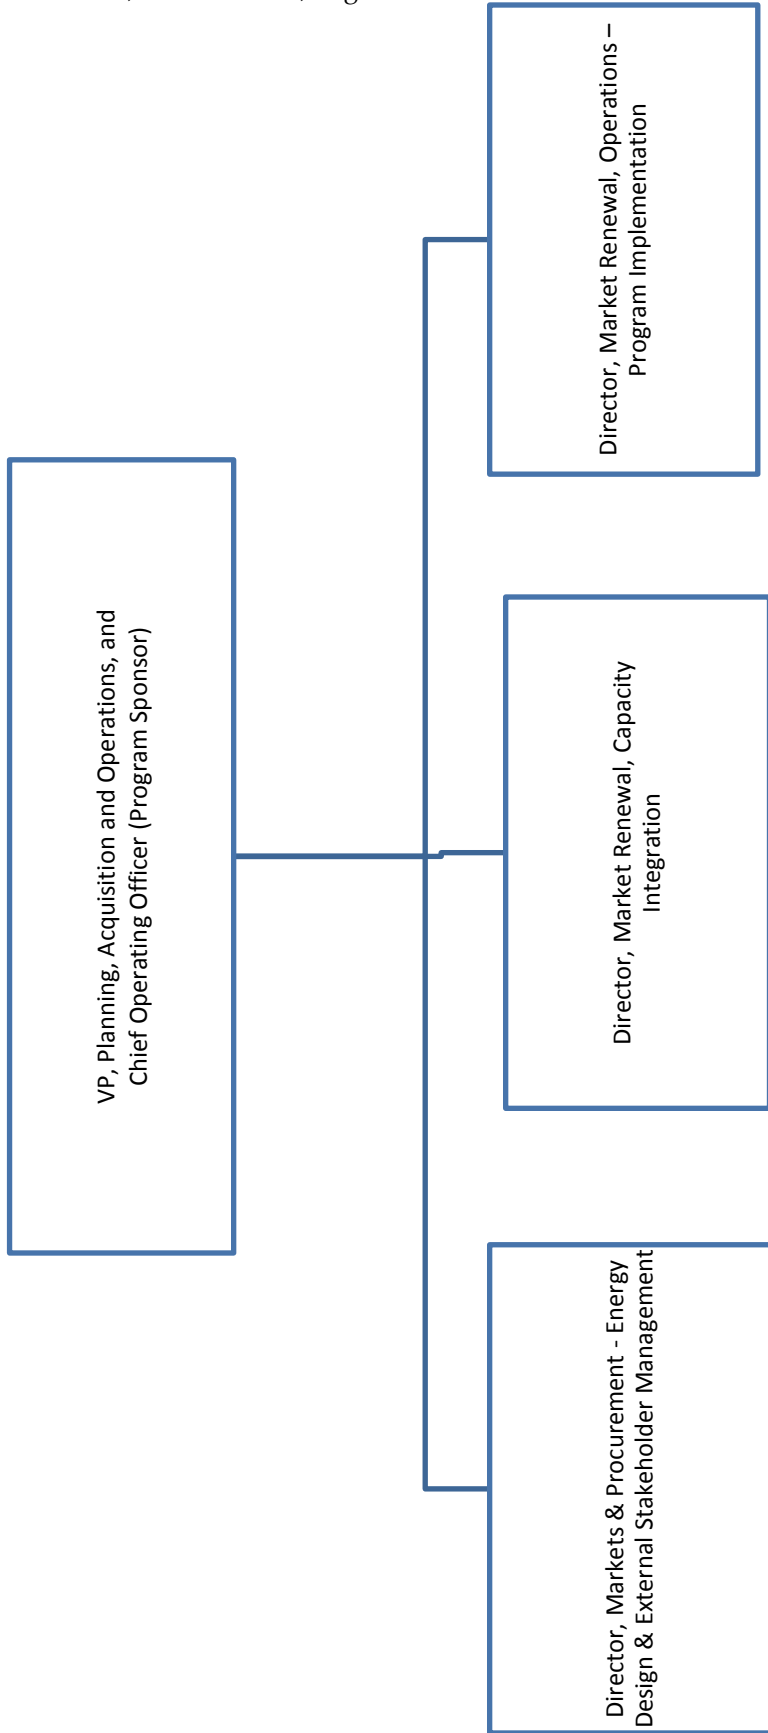 VP, Planning, Acquisition and Operations, and
Chief Operating Officer (Program Sponsor)
Director, Markets & Procurement - Energy
Design & External Stakeholder Management
Director, Market Renewal, Capacity
Integration
Director, Market Renewal, Operations –
Program Implementation